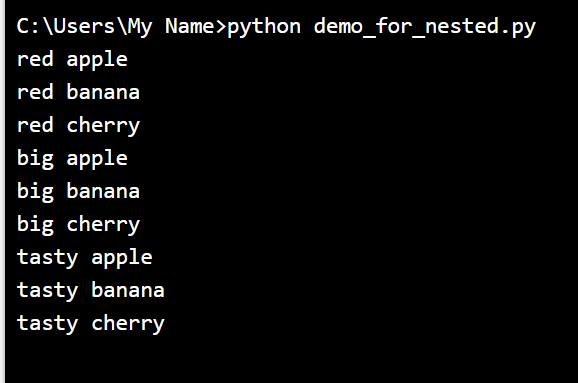 C:\Users\My Name>python demo_for_nested.py
red apple
red banana
red cherry
big apple
big banana
big cherry
tasty apple
tasty banana
tasty cherry